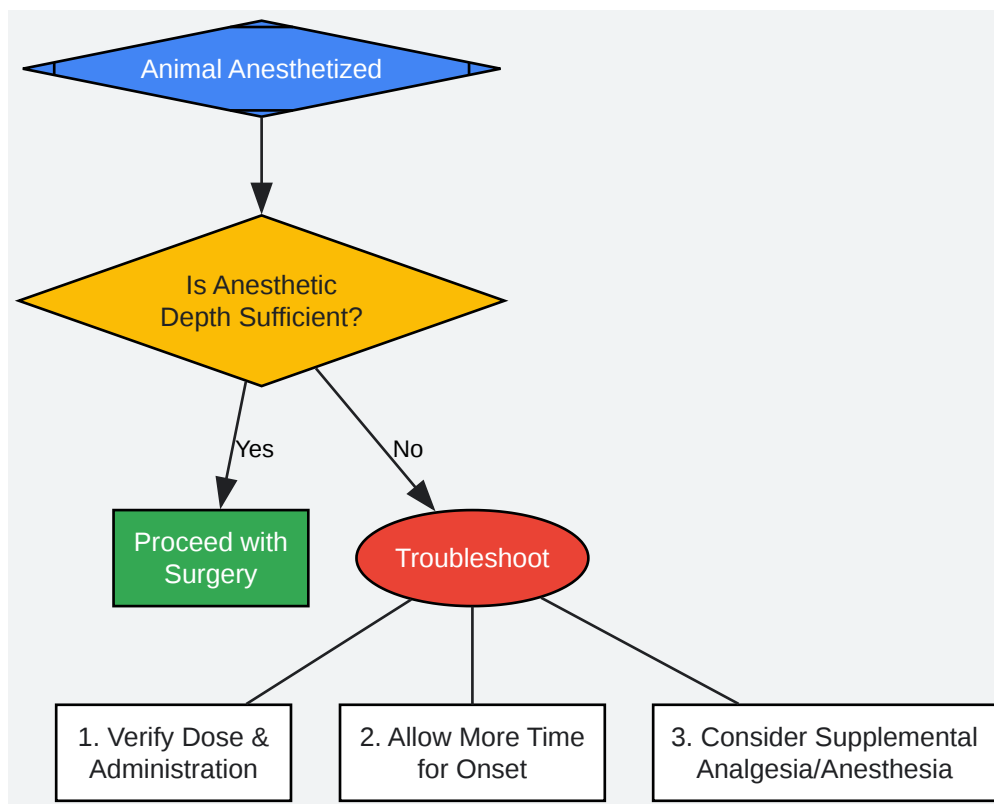 Animal Anesthetized
Is Anesthetic
Depth Sufficient?
Yes
No
Proceed with
Surgery
Troubleshoot
1. Verify Dose &
Administration
2. Allow More Time
for Onset
3. Consider Supplemental
Analgesia/Anesthesia